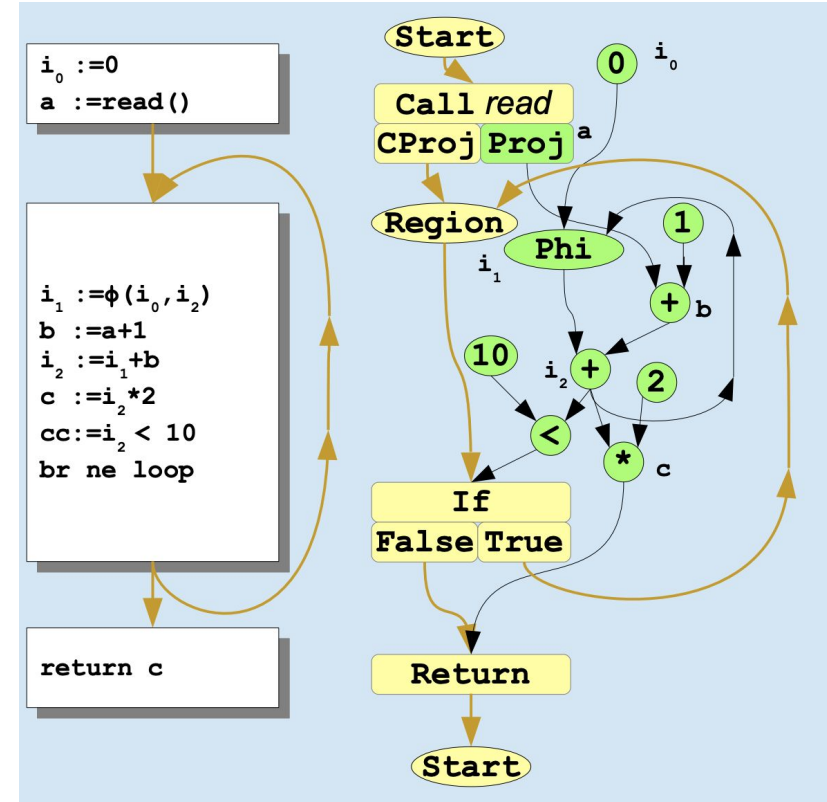 i₀ :=0
a :=read()
i₁ :=ϕ(i₀,i₂)
b :=a+1
i₂ :=i₁+b
c :=i₂*2
cc:=i₂ < 10
br ne loop
return c
Start
0 i₀
Call read
CProj Proj a
Region
Phi
i₁
1
+ b
10
i₂ +
2
<
* c
If
False True
Return
Start